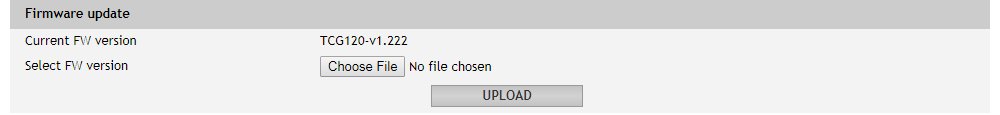 Firmware update
Current FW version TCG120-v1.222
Select FW version Choose File No file chosen
UPLOAD